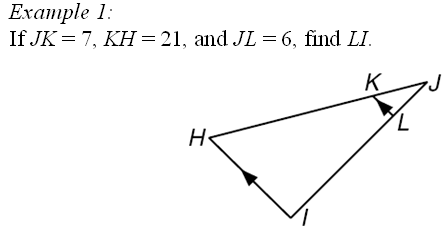 Example 1:
If JK = 7, KH = 21, and JL = 6, find LI.
K
J
L
H
I